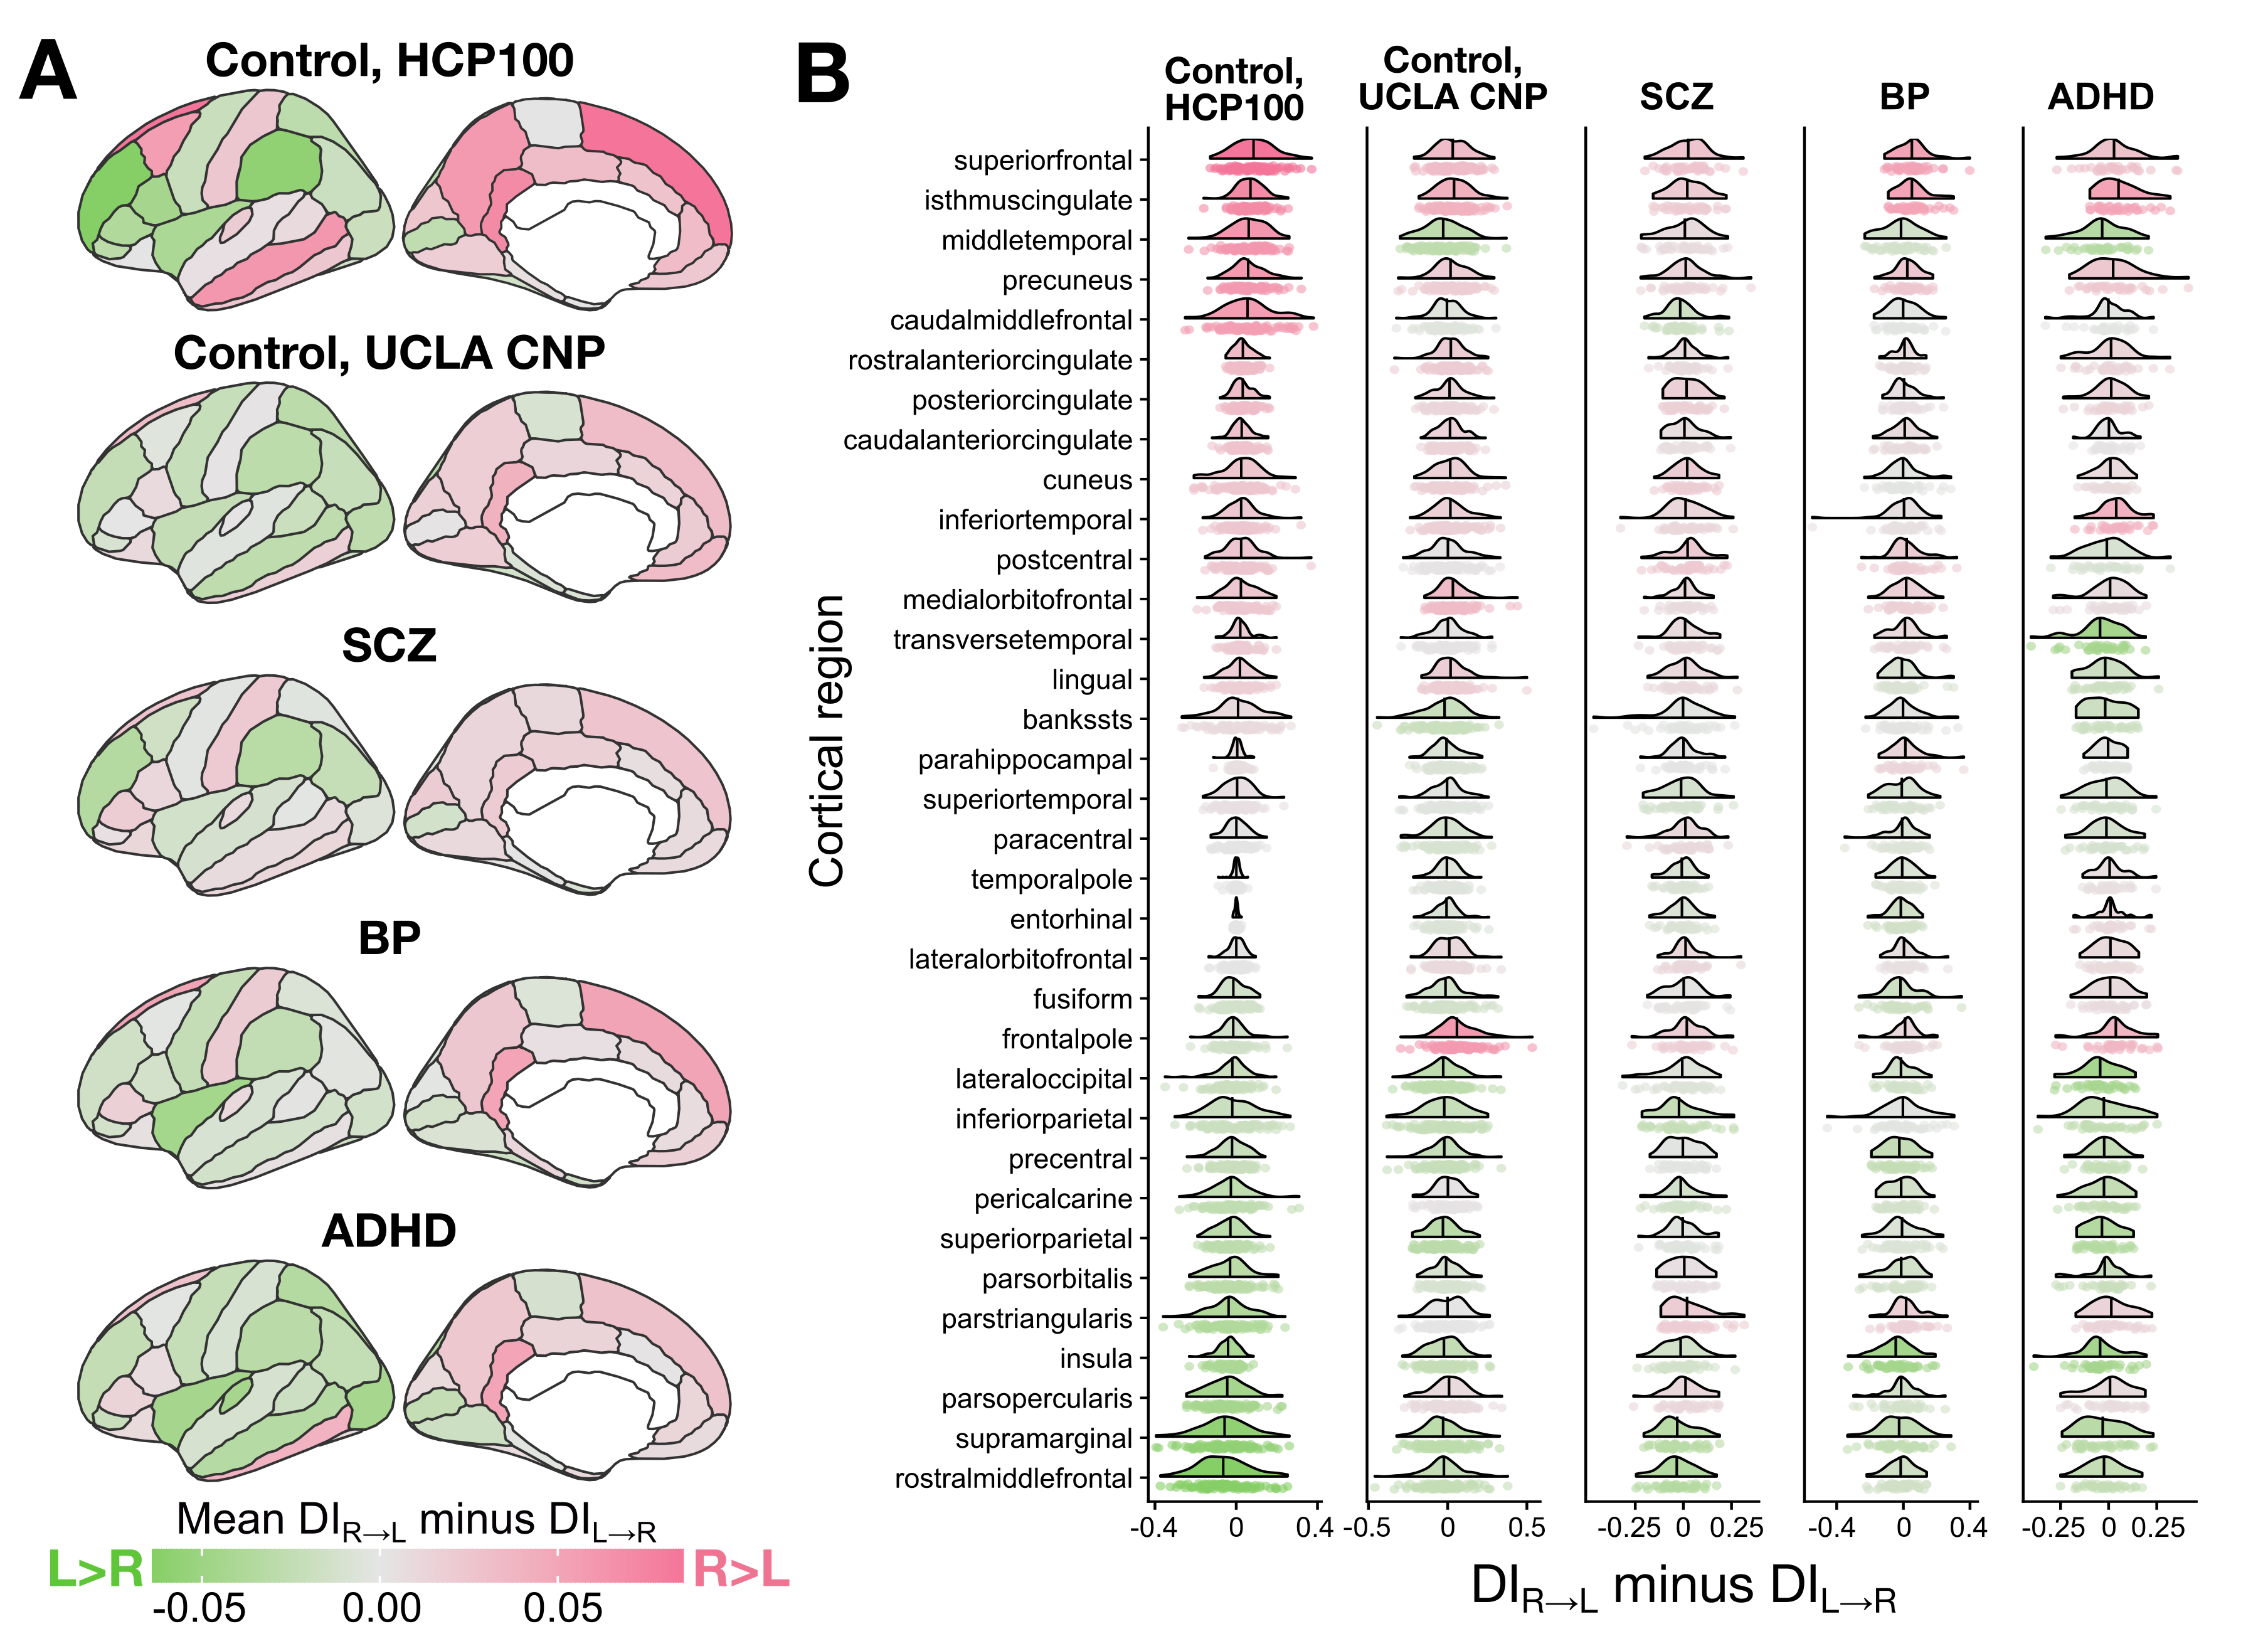 A
Control, HCP100
Control, UCLA CNP
SCZ
BP
ADHD
Mean DI R→L minus DI L→R
L>R
R>L
-0.05
0.00
0.05
B
Control,
HCP100
Control,
UCLA CNP
SCZ
BP
ADHD
Cortical region
superiorfrontal
isthmuscingulate
middletemporal
precuneus
caudalmiddlefrontal
rostralanteriorcingulate
posteriorcingulate
caudalanteriorcingulate
cuneus
inferiortemporal
postcentral
medialorbitofrontal
transversetemporal
lingual
bankssts
parahippocampal
superiortemporal
paracentral
temporalpole
entorhinal
lateralorbitofrontal
fusiform
frontalpole
lateraloccipital
inferiorparietal
precentral
pericalcarine
superiorparietal
parsorbitalis
parstriangularis
insula
parsopercularis
supramarginal
rostralmiddlefrontal
-0.4 0 0.4
-0.5 0 0.5
-0.25 0 0.25
-0.4 0 0.4
-0.25 0 0.25
DI R→L minus DI L→R